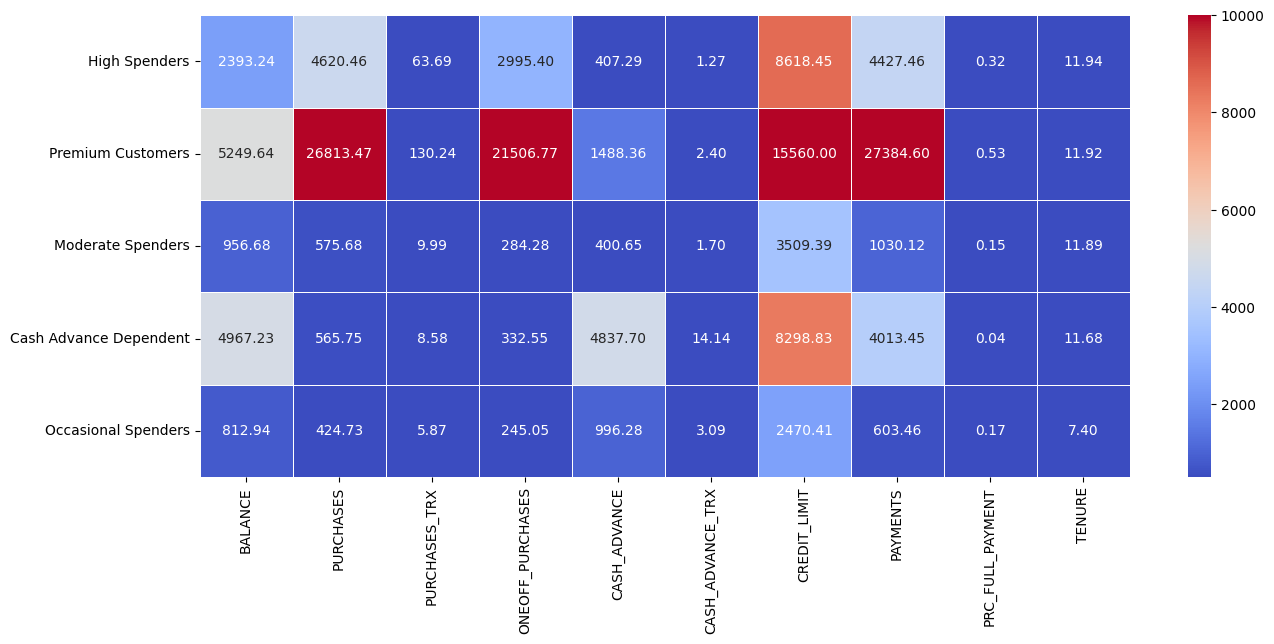 High Spenders 2393.24 4620.46 63.69 2995.40 407.29 1.27 8618.45 4427.46 0.32 11.94
Premium Customers 5249.64 26813.47 130.24 21506.77 1488.36 2.40 15560.00 27384.60 0.53 11.92
Moderate Spenders 956.68 575.68 9.99 284.28 400.65 1.70 3509.39 1030.12 0.15 11.89
Cash Advance Dependent 4967.23 565.75 8.58 332.55 4837.70 14.14 8298.83 4013.45 0.04 11.68
Occasional Spenders 812.94 424.73 5.87 245.05 996.28 3.09 2470.41 603.46 0.17 7.40
BALANCE
PURCHASES
PURCHASES_TRX
ONEOFF_PURCHASES
CASH_ADVANCE
CASH_ADVANCE_TRX
CREDIT_LIMIT
PAYMENTS
PRC_FULL_PAYMENT
TENURE
10000
8000
6000
4000
2000